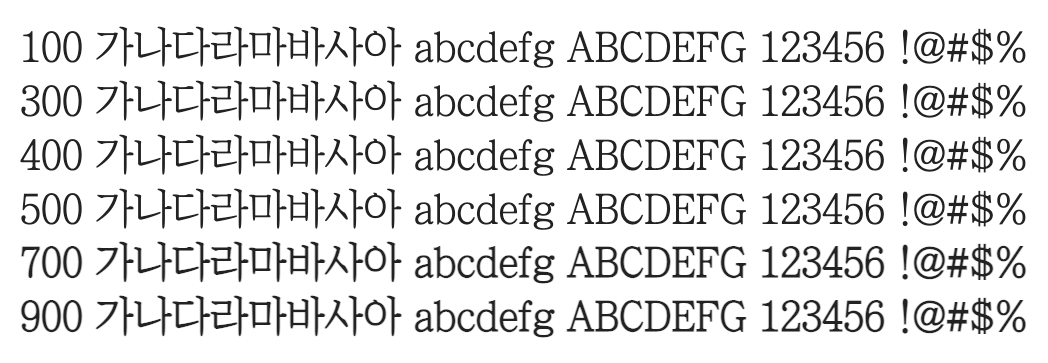 100 가나다라마바사아 abcdefg ABCDEFG 123456 !@#$%
300 가나다라마바사아 abcdefg ABCDEFG 123456 !@#$%
400 가나다라마바사아 abcdefg ABCDEFG 123456 !@#$%
500 가나다라마바사아 abcdefg ABCDEFG 123456 !@#$%
700 가나다라마바사아 abcdefg ABCDEFG 123456 !@#$%
900 가나다라마바사아 abcdefg ABCDEFG 123456 !@#$%